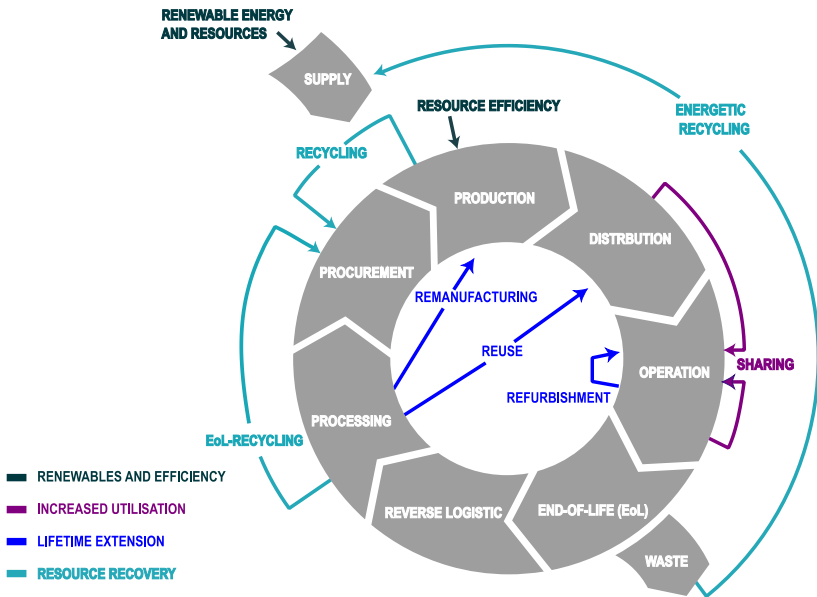 RENEWABLE ENERGY
AND RESOURCES
SUPPLY
RESOURCE EFFICIENCY
ENERGETIC
RECYCLING
RECYCLING
PRODUCTION
DISTRBUTION
PROCUREMENT
REMANUFACTURING
REUSE
SHARING
OPERATION
REFURBISHMENT
PROCESSING
EoL-RECYCLING
REVERSE LOGISTIC
END-OF-LIFE (EoL)
WASTE
RENEWABLES AND EFFICIENCY
INCREASED UTILISATION
LIFETIME EXTENSION
RESOURCE RECOVERY